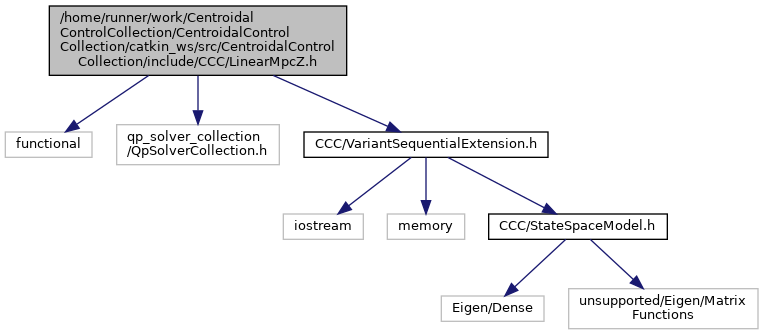 /home/runner/work/Centroidal
ControlCollection/CentroidalControl
Collection/catkin_ws/src/CentroidalControl
Collection/include/CCC/LinearMpcZ.h
functional
qp_solver_collection
/QpSolverCollection.h
CCC/VariantSequentialExtension.h
iostream
memory
CCC/StateSpaceModel.h
Eigen/Dense
unsupported/Eigen/Matrix
Functions